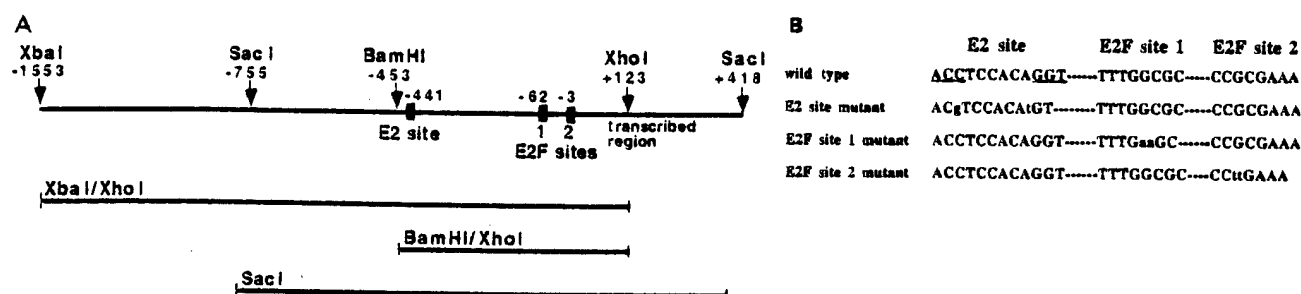 A
XbaI
-1553
SacI
-755
BamHI
-453
XhoI
+123
SacI
+418
-441
-62 -3
E2 site
1 2
E2F sites
transcribed
region
XbaI/XhoI
BamHI/XhoI
SacI
B
E2 site E2F site 1 E2F site 2
wild type ACCTCCACAGGT------TTTGGCGC-----CCGCGAAA
E2 site mutant ACgTCCACAtGT--------TTTGGCGC-----CCGCGAAA
E2F site 1 mutant ACCTCCACAGGT------TTTGaaGC------CCGCGAAA
E2F site 2 mutant ACCTCCACAGGT------TTTGGCGC-----CCttGAAA